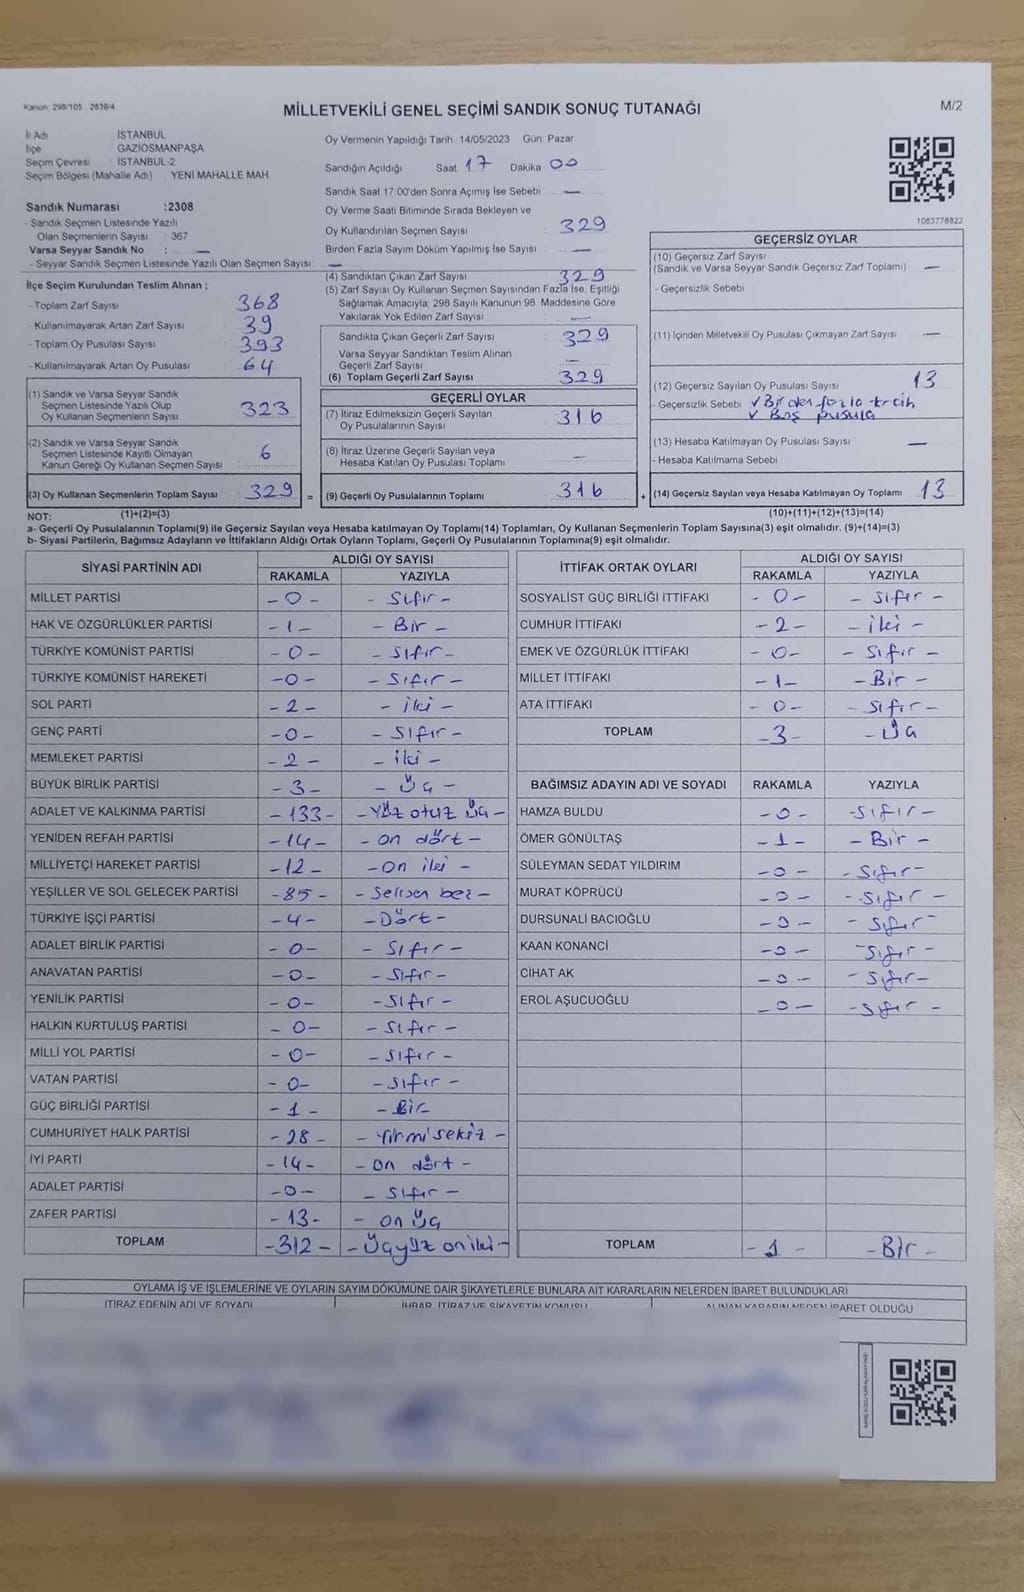 Kanun: 298/105 . 2839/4
MİLLETVEKİLİ GENEL SEÇİMİ SANDIK SONUÇ TUTANAĞI
M/2
İl Adı İSTANBUL
İlçe GAZİOSMANPAŞA
Seçim Çevresi : İSTANBUL-2
Seçim Bölgesi (Mahalle Adı) YENİ MAHALLE MAH
Sandık Numarası :2308
- Sandık Seçmen Listesinde Yazılı
Olan Seçmenlerin Sayısı : 367
Varsa Seyyar Sandık No : —
- Seyyar Sandık Seçmen Listesinde Yazılı Olan Seçmen Sayısı: —
İlçe Seçim Kurulundan Teslim Alınan ;
- Toplam Zarf Sayısı 368
- Kullanılmayarak Artan Zarf Sayısı 39
- Toplam Oy Pusulası Sayısı 393
- Kullanılmayarak Artan Oy Pusulası 64
(1) Sandık ve Varsa Seyyar Sandık
Seçmen Listesinde Yazılı Olup
Oy Kullanan Seçmenlerin Sayısı 323
(2) Sandık ve Varsa Seyyar Sandık
Seçmen Listesinde Kayıtlı Olmayan
Kanun Gereği Oy Kullanan Seçmen Sayısı 6
(3) Oy Kullanan Seçmenlerin Toplam Sayısı 329 =
Oy Vermenin Yapıldığı Tarih 14/05/2023 Gün: Pazar
Sandığın Açıldığı Saat 17 Dakika 00
Sandık Saat 17 00'den Sonra Açımış İse Sebebi —
Oy Verme Saati Bitiminde Sırada Bekleyen ve
Oy Kullandırılan Seçmen Sayısı 329
Birden Fazla Sayım Döküm Yapılmış İse Sayısı —
(4) Sandıktan Çıkan Zarf Sayısı 329
(5) Zarf Sayısı Oy Kullanan Seçmen Sayısından Fazla İse, Eşitliği
Sağlamak Amacıyla; 298 Sayılı Kanunun 98. Maddesine Göre
Yakılarak Yok Edilen Zarf Sayısı —
Sandıkta Çıkan Geçerli Zarf Sayısı 329
Varsa Seyyar Sandıktan Teslim Alınan
Geçerli Zarf Sayısı —
(6) Toplam Geçerli Zarf Sayısı 329
GEÇERLİ OYLAR
(7) İtiraz Edilmeksizin Geçerli Sayılan
Oy Pusulalarının Sayısı 316
(8) İtiraz Üzerine Geçerli Sayılan veya
Hesaba Katılan Oy Pusulası Toplamı —
(9) Geçerli Oy Pusulalarının Toplamı 316 +
1083778822
GEÇERSİZ OYLAR
(10) Geçersiz Zarf Sayısı
(Sandık ve Varsa Seyyar Sandık Geçersiz Zarf Toplamı) —
- Geçersizlik Sebebi
(11) İçinden Milletvekili Oy Pusulası Çıkmayan Zarf Sayısı —
(12) Geçersiz Sayılan Oy Pusulası Sayısı 13
- Geçersizlik Sebebi ✓ Birden fazla tercih
✓ Boş pusula
(13) Hesaba Katılmayan Oy Pusulası Sayısı —
- Hesaba Katılmama Sebebi
(14) Geçersiz Sayılan veya Hesaba Katılmayan Oy Toplamı 13
NOT: (1)+(2)=(3) (10)+(11)+(12)+(13)=(14)
a- Geçerli Oy Pusulalarının Toplamı(9) ile Geçersiz Sayılan veya Hesaba katılmayan Oy Toplamı(14) Toplamları, Oy Kullanan Seçmenlerin Toplam Sayısına(3) eşit olmalıdır. (9)+(14)=(3)
b- Siyasi Partilerin, Bağımsız Adayların ve İttifakların Aldığı Ortak Oyların Toplamı, Geçerli Oy Pusulalarının Toplamına(9) eşit olmalıdır.
SİYASİ PARTİNİN ADI ALDIĞI OY SAYISI
RAKAMLA YAZIYLA
MİLLET PARTİSİ - 0 - - Sıfır -
HAK VE ÖZGÜRLÜKLER PARTİSİ - 1 - - Bir -
TÜRKİYE KOMÜNİST PARTİSİ - 0 - - Sıfır -
TÜRKİYE KOMÜNİST HAREKETİ - 0 - - Sıfır -
SOL PARTİ - 2 - - iki -
GENÇ PARTİ - 0 - - Sıfır -
MEMLEKET PARTİSİ - 2 - - iki -
BÜYÜK BİRLİK PARTİSİ - 3 - - Üç -
ADALET VE KALKINMA PARTİSİ - 133 - - Yüz otuz üç -
YENİDEN REFAH PARTİSİ - 14 - - on dört -
MİLLİYETÇİ HAREKET PARTİSİ - 12 - - on iki -
YEŞİLLER VE SOL GELECEK PARTİSİ - 85 - - Seksen beş -
TÜRKİYE İŞÇİ PARTİSİ - 4 - - Dört -
ADALET BİRLİK PARTİSİ - 0 - - Sıfır -
ANAVATAN PARTİSİ - 0 - - Sıfır -
YENİLİK PARTİSİ - 0 - - Sıfır -
HALKIN KURTULUŞ PARTİSİ - 0 - - Sıfır -
MİLLİ YOL PARTİSİ - 0 - - Sıfır -
VATAN PARTİSİ - 0 - - Sıfır -
GÜÇ BİRLİĞİ PARTİSİ - 1 - - Bir -
CUMHURİYET HALK PARTİSİ - 28 - - Yirmi sekiz -
İYİ PARTİ - 14 - - on dört -
ADALET PARTİSİ - 0 - - Sıfır -
ZAFER PARTİSİ - 13 - - on üç
TOPLAM - 312 - - Üçyüz on iki -
İTTİFAK ORTAK OYLARI ALDIĞI OY SAYISI
RAKAMLA YAZIYLA
SOSYALİST GÜÇ BİRLİĞİ İTTİFAKI - 0 - - Sıfır -
CUMHUR İTTİFAKI - 2 - - iki -
EMEK VE ÖZGÜRLÜK İTTİFAKI - 0 - - Sıfır -
MİLLET İTTİFAKI - 1 - - Bir -
ATA İTTİFAKI - 0 - - Sıfır -
TOPLAM - 3 - - Üç
BAĞIMSIZ ADAYIN ADI VE SOYADI RAKAMLA YAZIYLA
HAMZA BULDU - 0 - - Sıfır -
ÖMER GÖNÜLTAŞ - 1 - - Bir -
SÜLEYMAN SEDAT YILDIRIM - 0 - - Sıfır -
MURAT KÖPRÜCÜ - 0 - - Sıfır -
DURSUNALİ BACIOĞLU - 0 - - Sıfır -
KAAN KONANCİ - 0 - - Sıfır -
CİHAT AK - 0 - - Sıfır -
EROL AŞUCUOĞLU - 0 - - Sıfır -
TOPLAM - 1 - - Bir -
OYLAMA İŞ VE İŞLEMLERİNE VE OYLARIN SAYIM DÖKÜMÜNE DAİR ŞİKAYETLERLE BUNLARA AİT KARARLARIN NELERDEN İBARET BULUNDUKLARI
İTİRAZ EDENİN ADI VE SOYADI İHBAR, İTİRAZ VE ŞİKAYETİN KONUSU ALINAN KARARIN NEDEN İBARET OLDUĞU